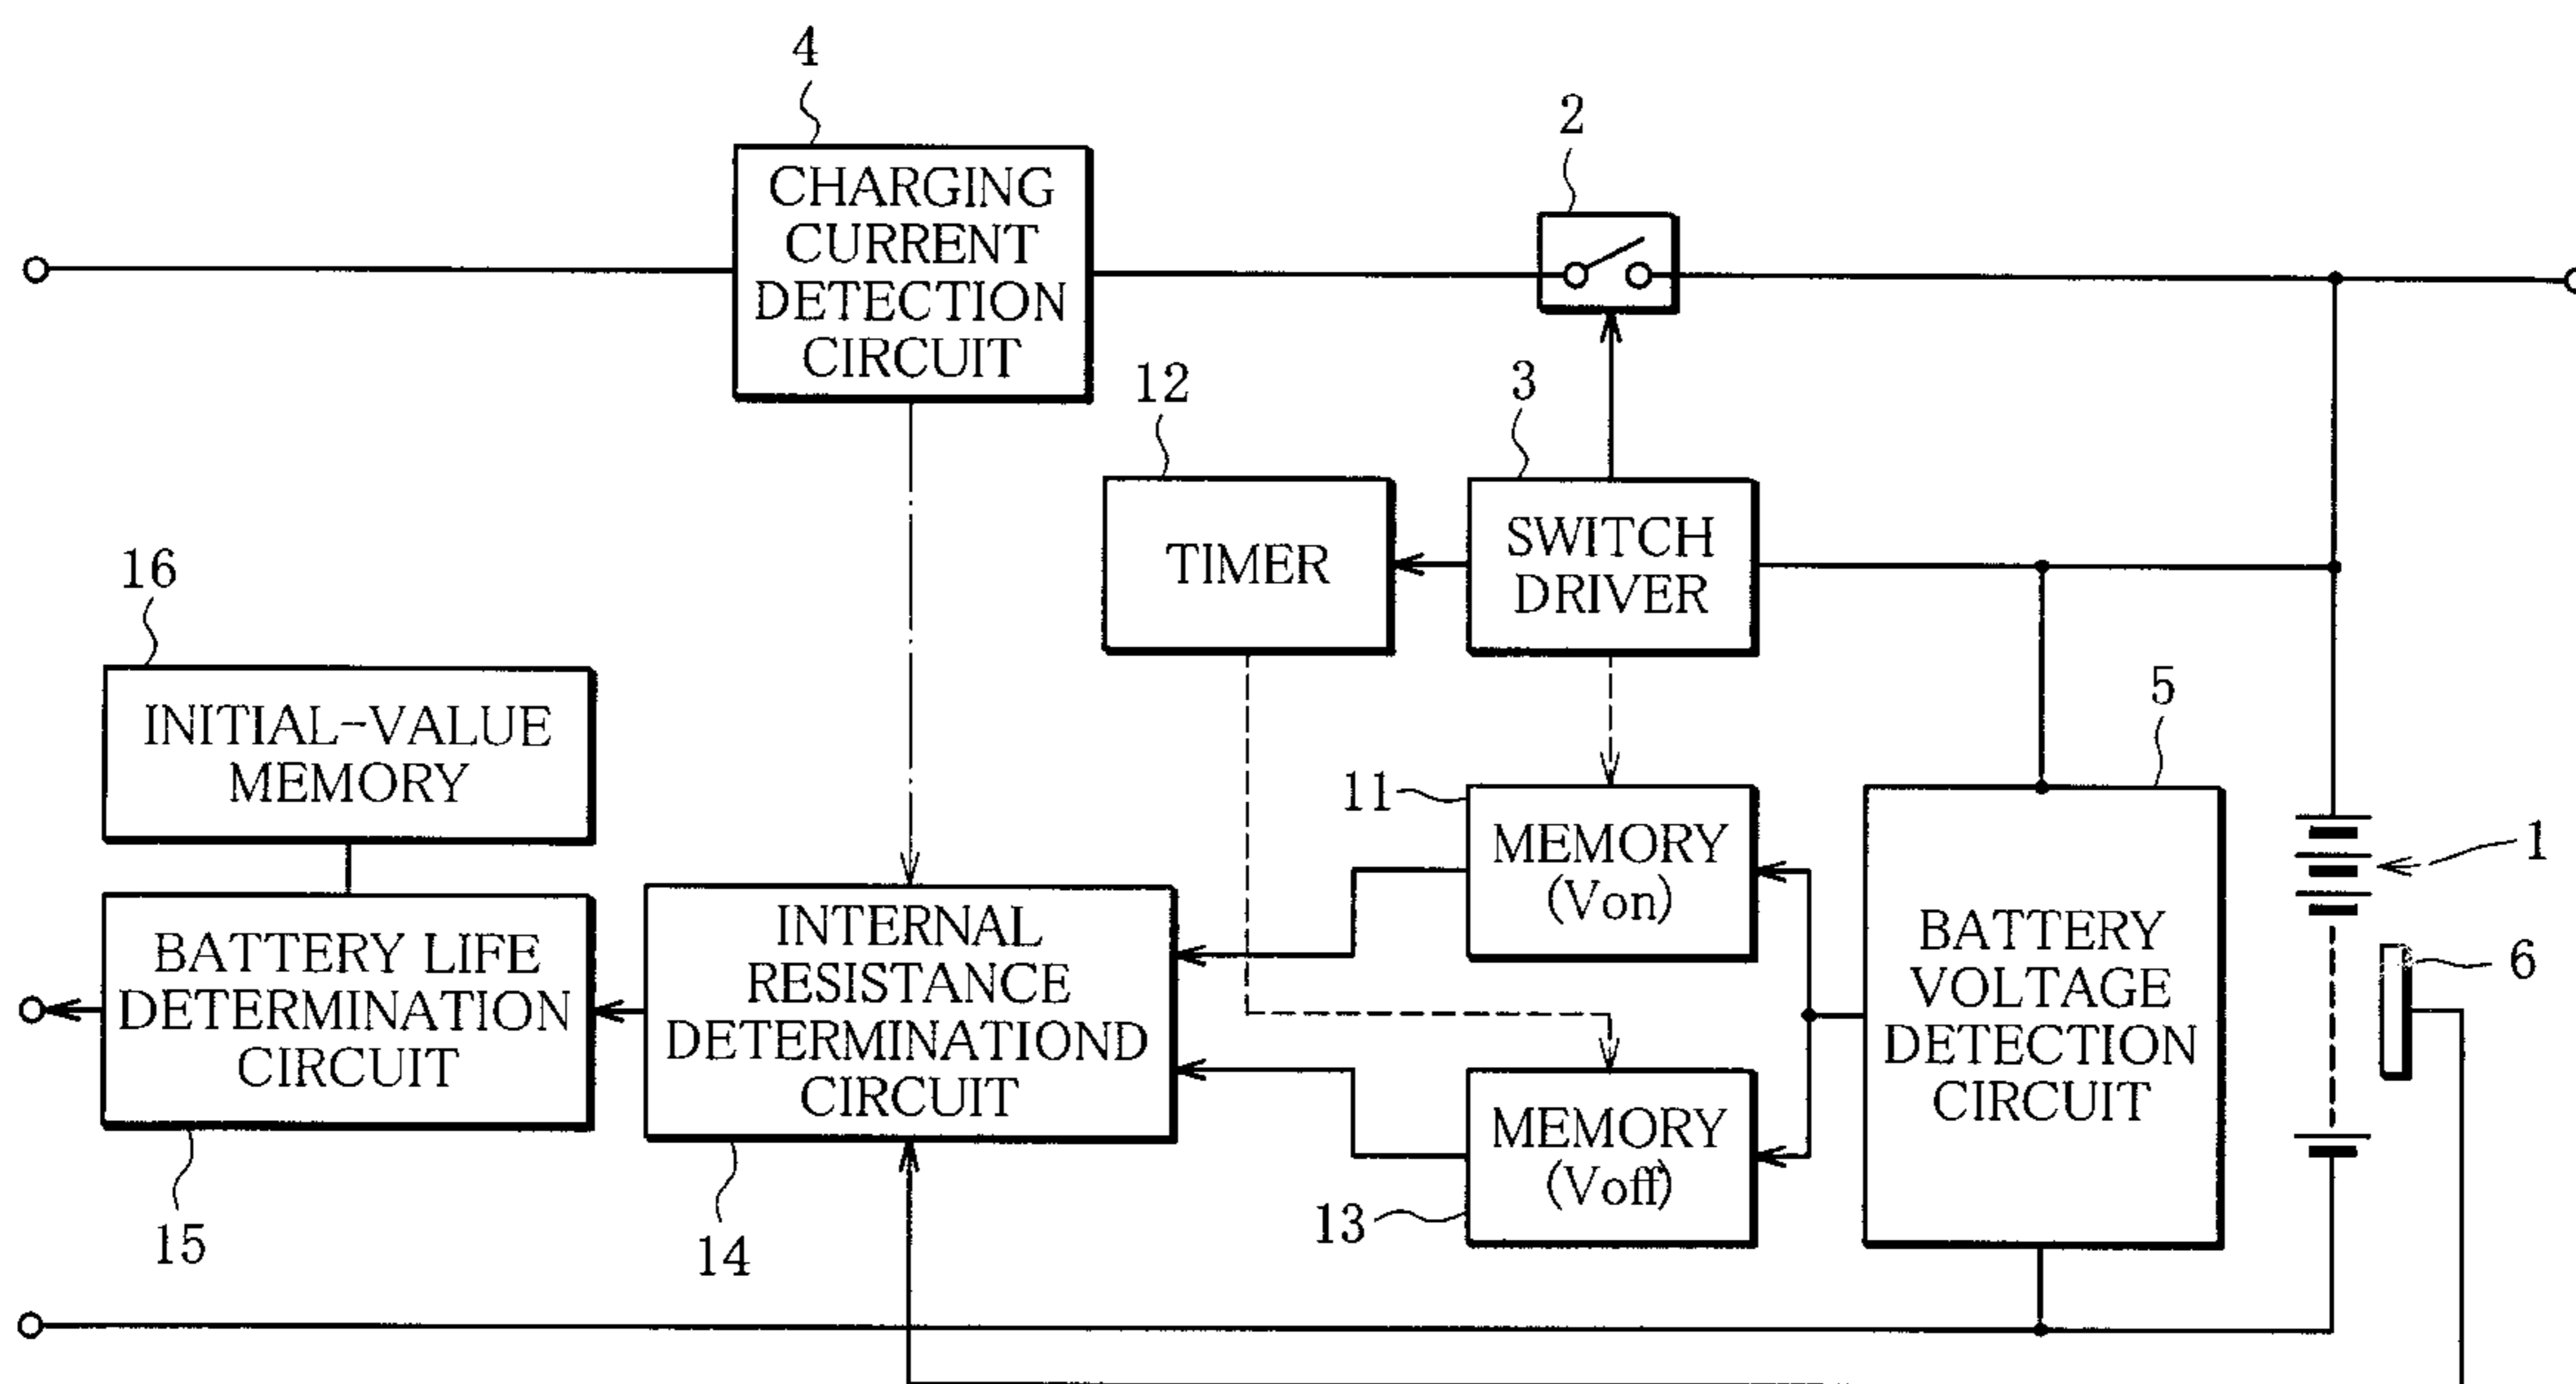 4
2
CHARGING
CURRENT
DETECTION
CIRCUIT
12
3
TIMER
SWITCH
DRIVER
16
5
INITIAL-VALUE
MEMORY
11
MEMORY
(Von)
1
INTERNAL
RESISTANCE
DETERMINATIOND
CIRCUIT
BATTERY
VOLTAGE
DETECTION
CIRCUIT
BATTERY LIFE
DETERMINATION
CIRCUIT
6
MEMORY
(Voff)
13
15
14